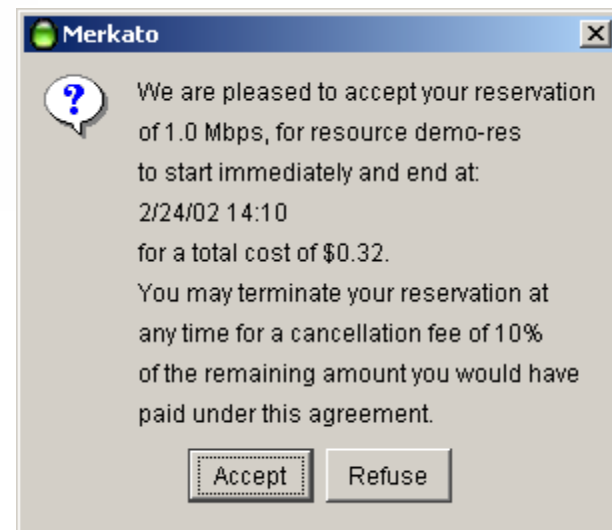 Merkato
We are pleased to accept your reservation
of 1.0 Mbps, for resource demo-res
to start immediately and end at:
2/24/02 14:10
for a total cost of $0.32.
You may terminate your reservation at
any time for a cancellation fee of 10%
of the remaining amount you would have
paid under this agreement.
Accept Refuse